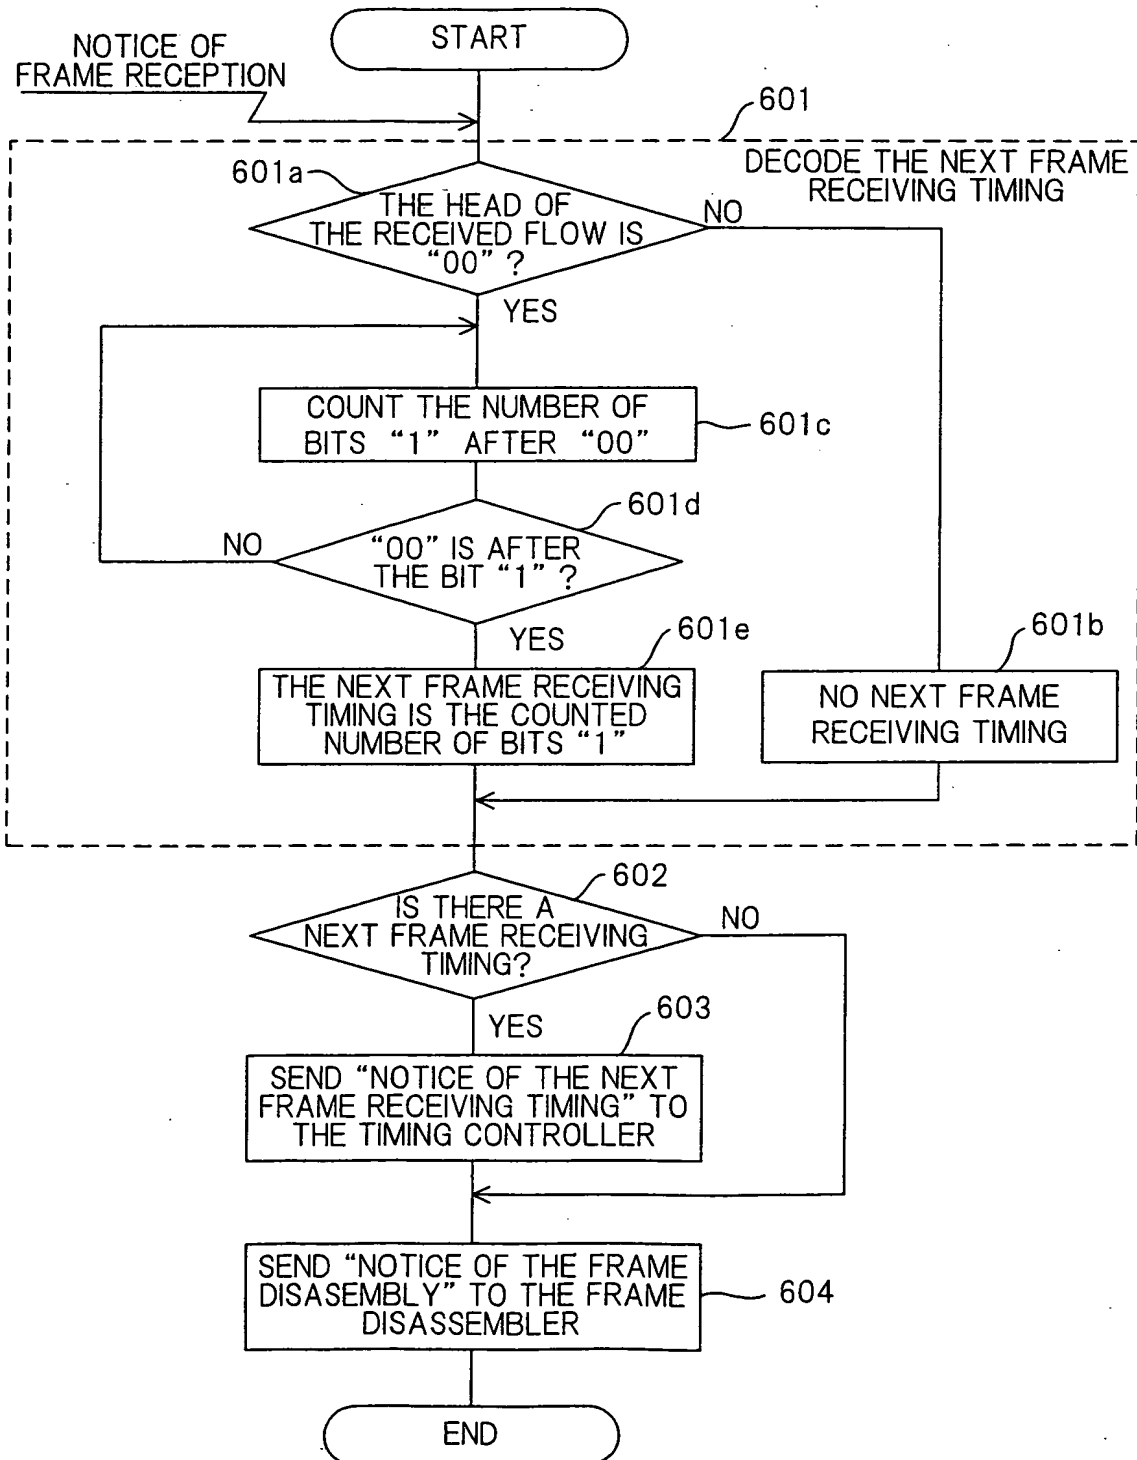 START
NOTICE OF
FRAME RECEPTION
601
DECODE THE NEXT FRAME
RECEIVING TIMING
601a
THE HEAD OF
THE RECEIVED FLOW IS
“00” ?
NO
YES
COUNT THE NUMBER OF
BITS “1” AFTER “00”
601c
601d
“00” IS AFTER
THE BIT “1” ?
NO
YES
601e
THE NEXT FRAME RECEIVING
TIMING IS THE COUNTED
NUMBER OF BITS “1”
601b
NO NEXT FRAME
RECEIVING TIMING
602
IS THERE A
NEXT FRAME RECEIVING
TIMING?
NO
YES
603
SEND “NOTICE OF THE NEXT
FRAME RECEIVING TIMING” TO
THE TIMING CONTROLLER
SEND “NOTICE OF THE FRAME
DISASEMBLY” TO THE FRAME
DISASSEMBLER
604
END